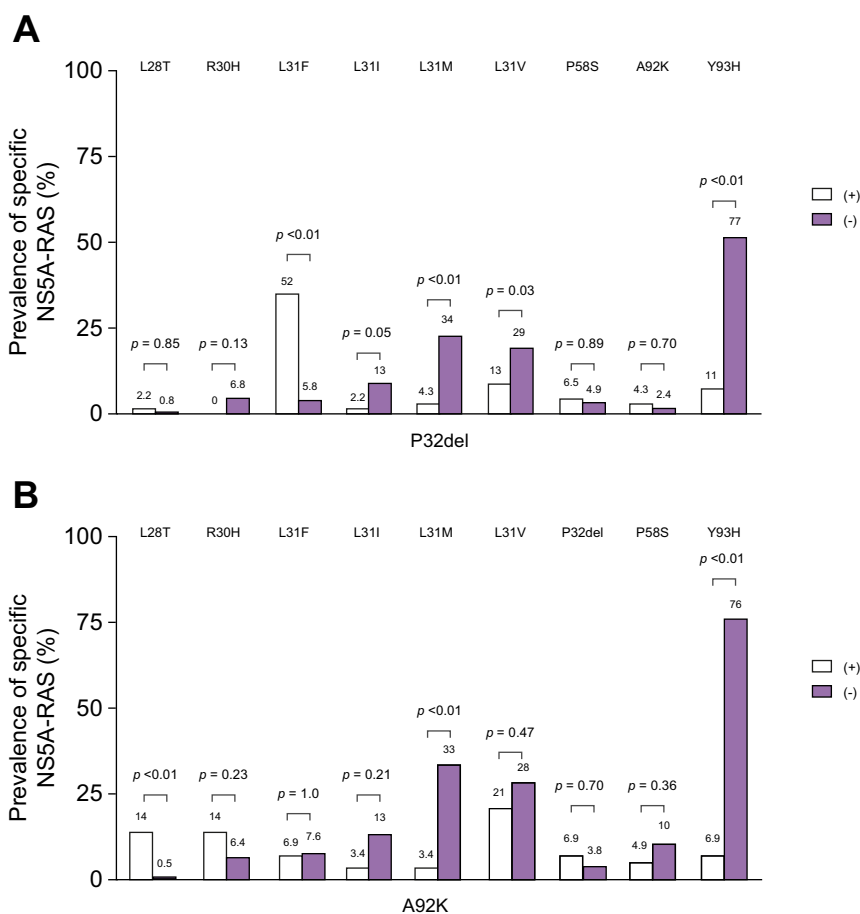 A
L28T R30H L31F L31I L31M L31V P58S A92K Y93H
Prevalence of specific
NS5A-RAS (%)
100
75
50
25
0
p = 0.85
p = 0.13
p <0.01
p = 0.05
p <0.01
p = 0.03
p = 0.89
p = 0.70
p <0.01
2.2 0.8
0 6.8
52 5.8
2.2 13
4.3 34
13 29
6.5 4.9
4.3 2.4
11 77
P32del
(+)
(-)
B
L28T R30H L31F L31I L31M L31V P32del P58S Y93H
Prevalence of specific
NS5A-RAS (%)
100
75
50
25
0
p <0.01
p = 0.23
p = 1.0
p = 0.21
p <0.01
p = 0.47
p = 0.70
p = 0.36
p <0.01
14 0.5
14 6.4
6.9 7.6
3.4 13
3.4 33
21 28
6.9 3.8
4.9 10
6.9 76
A92K
(+)
(-)